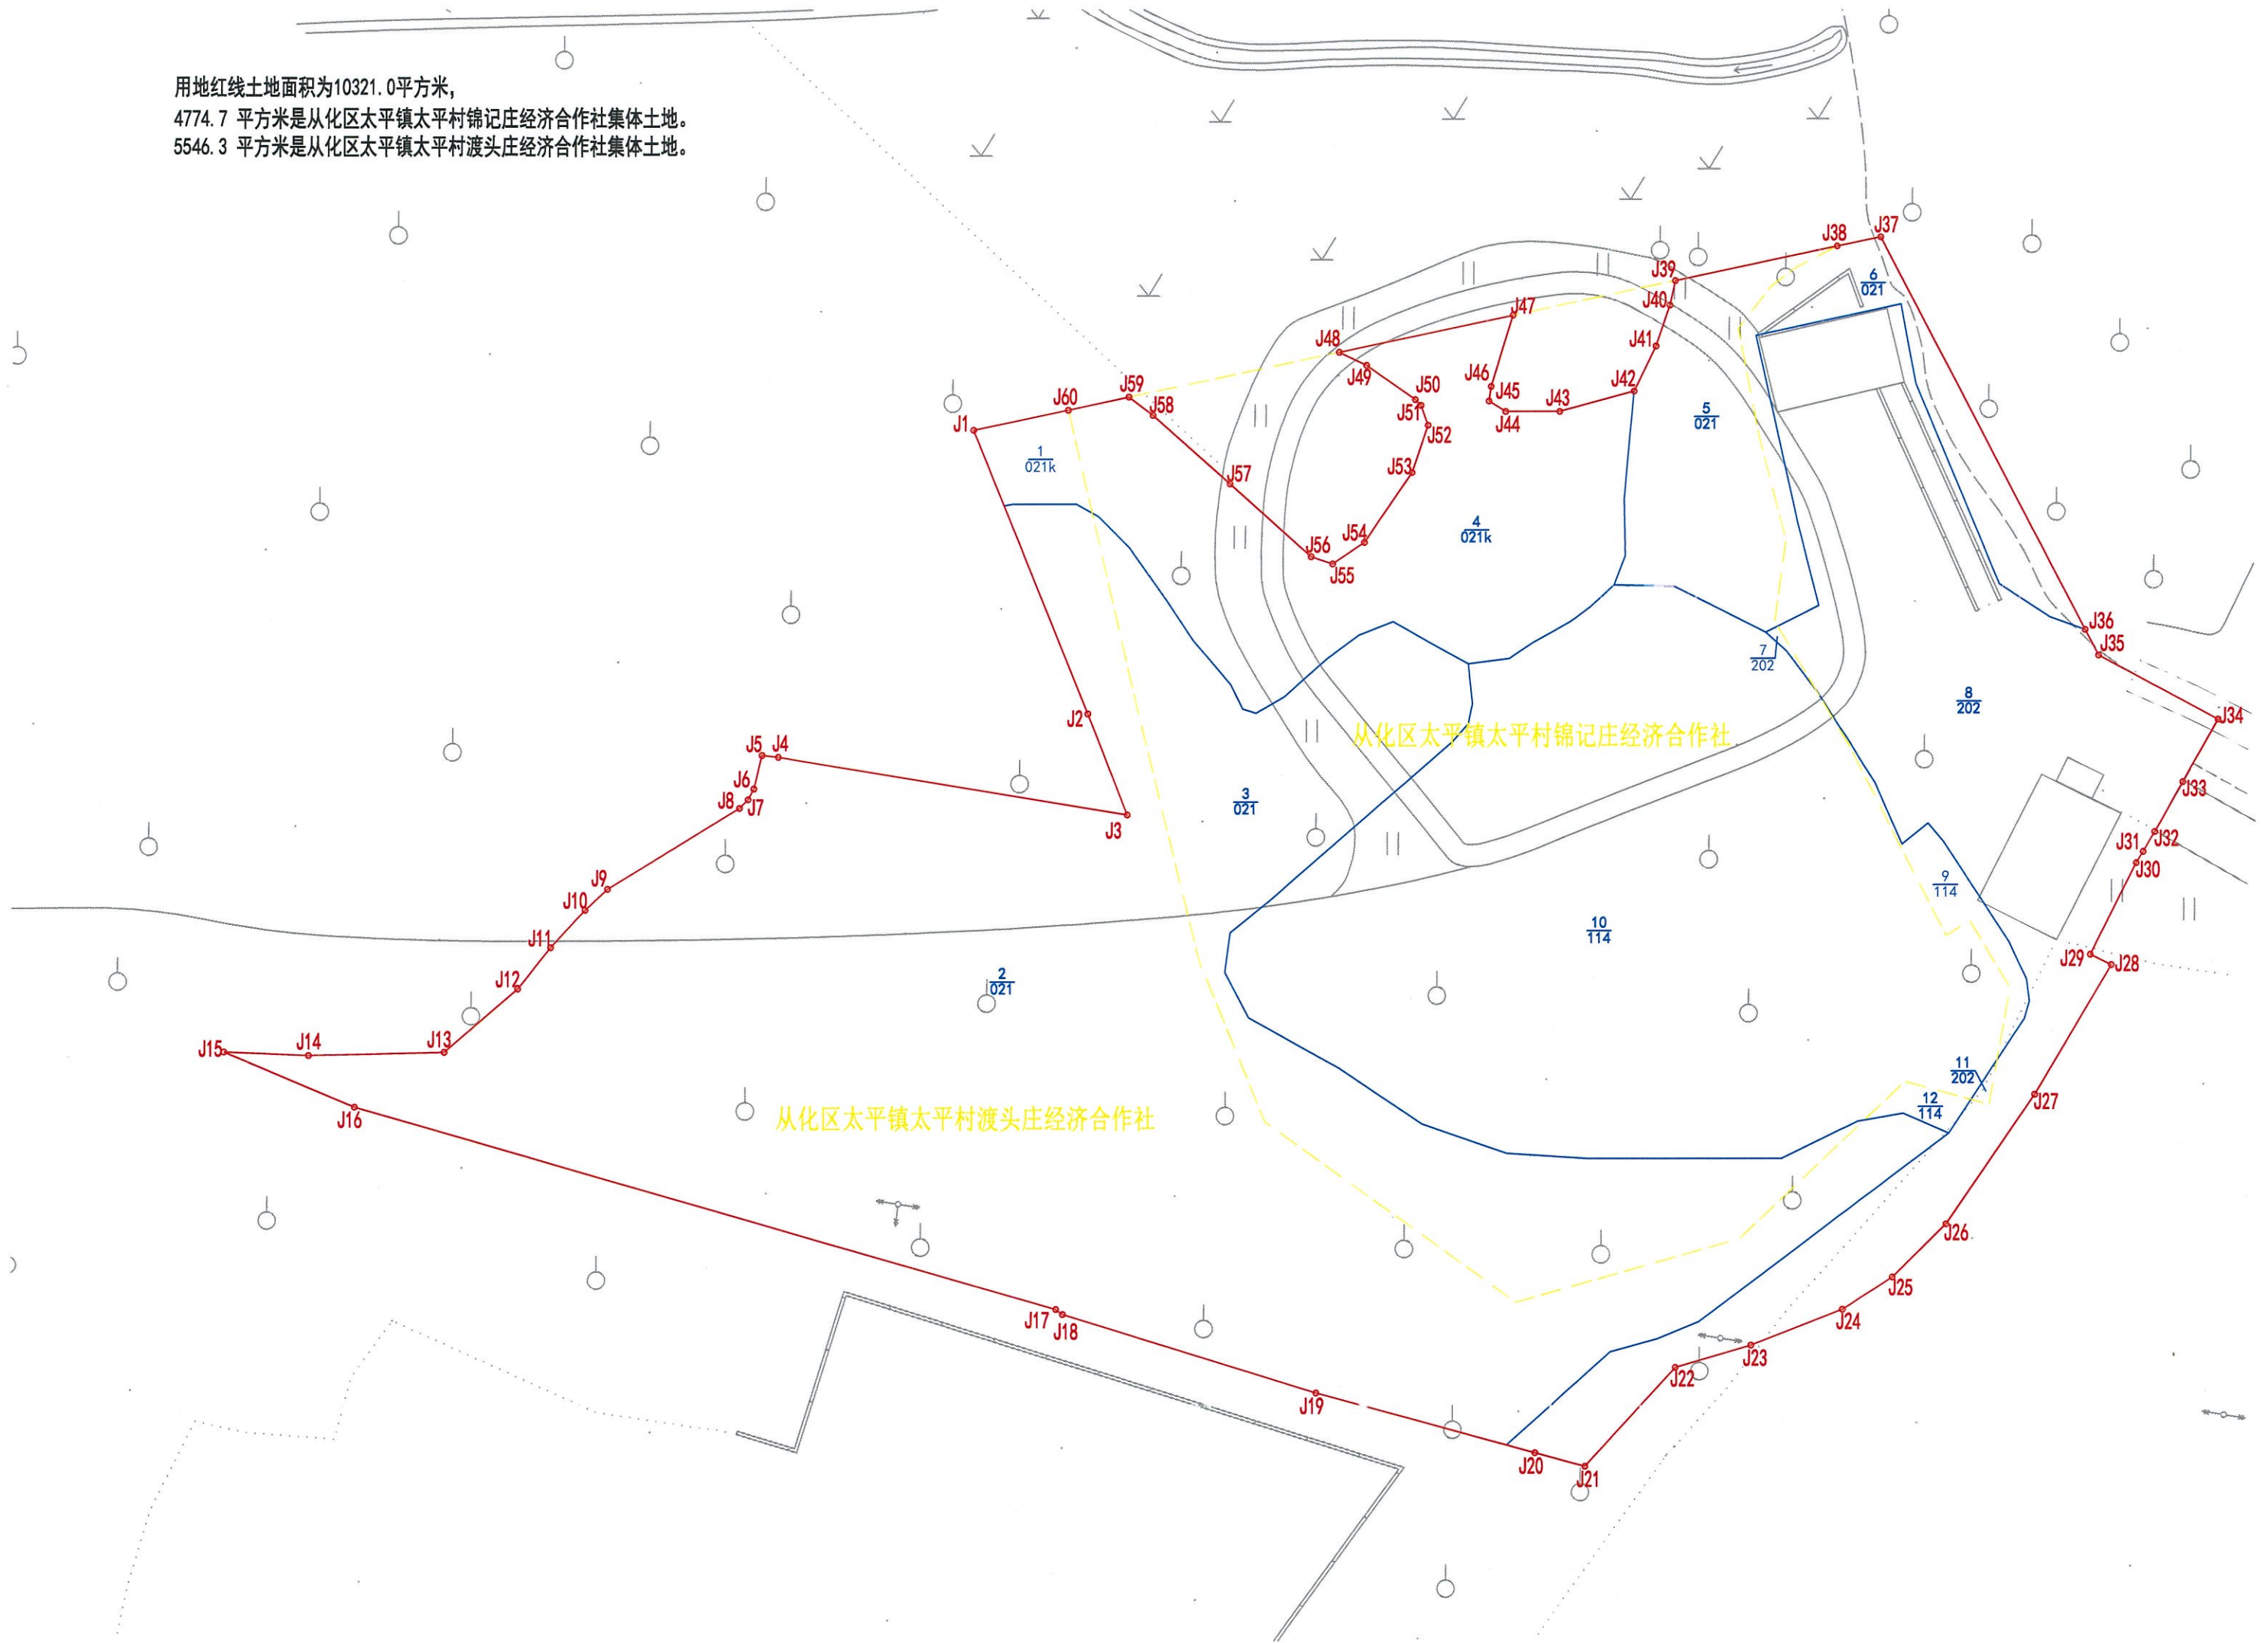 用地红线土地面积为10321.0平方米，
4774.7 平方米是从化区太平镇太平村锦记庄经济合作社集体土地。
5546.3 平方米是从化区太平镇太平村渡头庄经济合作社集体土地。
J37
J38
J39
6
021
J40
J47
J41
J48
J49
J46
J45
J42
J50
J59
J60
J51
J43
J44
5
021
J58
J1
J52
1
021k
J53
J57
4
021k
J54
J56
J55
J36
J35
7
202
8
202
J34
J2
从化区太平镇太平村锦记庄经济合作社
J5
J4
J6
J33
J8
J7
3
021
J3
J32
J31
J30
J9
9
114
J10
10
114
J11
J29
J28
J12
2
021
J13
J14
J15
11
202
J27
12
114
J16
从化区太平镇太平村渡头庄经济合作社
J26
J25
J17
J18
J24
J23
J22
J19
J20
J21